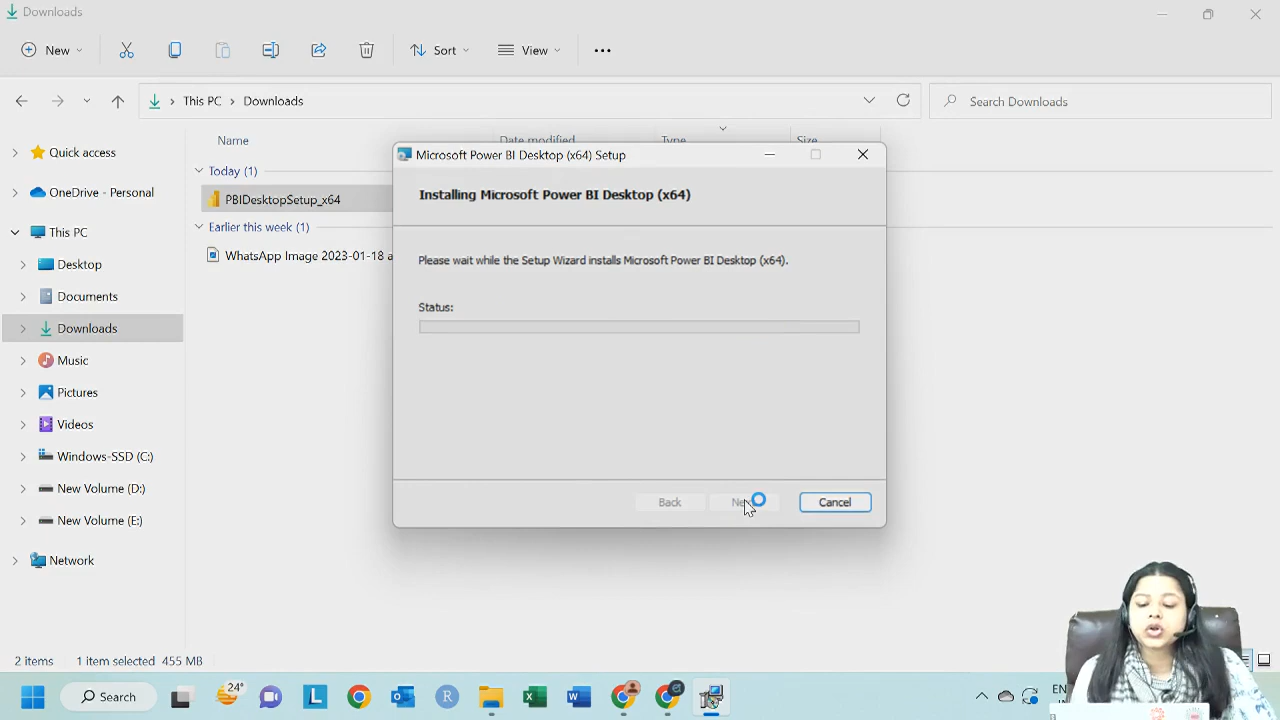 Downloads
New
Sort
View
This PC
Downloads
Search Downloads
Name
Date modified
Type
Size
Quick access
OneDrive - Personal
This PC
Desktop
Documents
Downloads
Music
Pictures
Videos
Windows-SSD (C:)
New Volume (D:)
New Volume (E:)
Network
Today (1)
PBIDesktopSetup_x64
Earlier this week (1)
WhatsApp Image 2023-01-18 a
Microsoft Power BI Desktop (x64) Setup
Installing Microsoft Power BI Desktop (x64)
Please wait while the Setup Wizard installs Microsoft Power BI Desktop (x64).
Status:
Back
Cancel
2 items
1 item selected 455 MB
Search
24°
L
R
EN